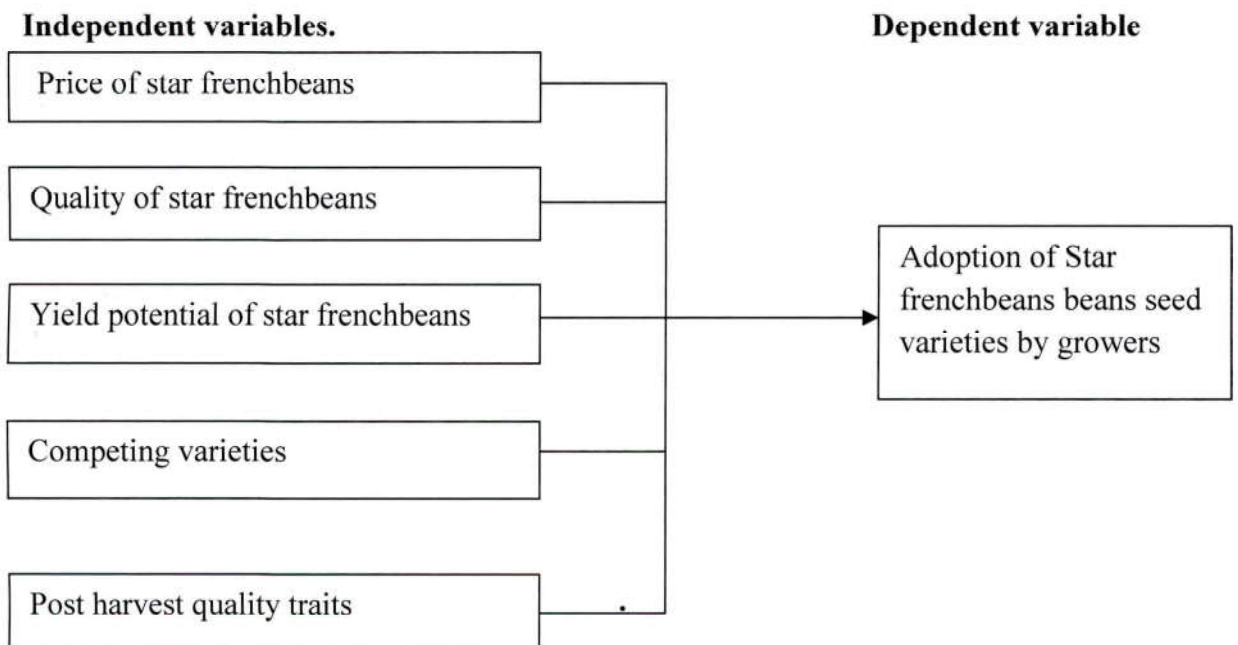 Independent variables.
Dependent variable
Price of star frenchbeans
Quality of star frenchbeans
Yield potential of star frenchbeans
Adoption of Star
frenchbeans beans seed
varieties by growers
Competing varieties
Post harvest quality traits